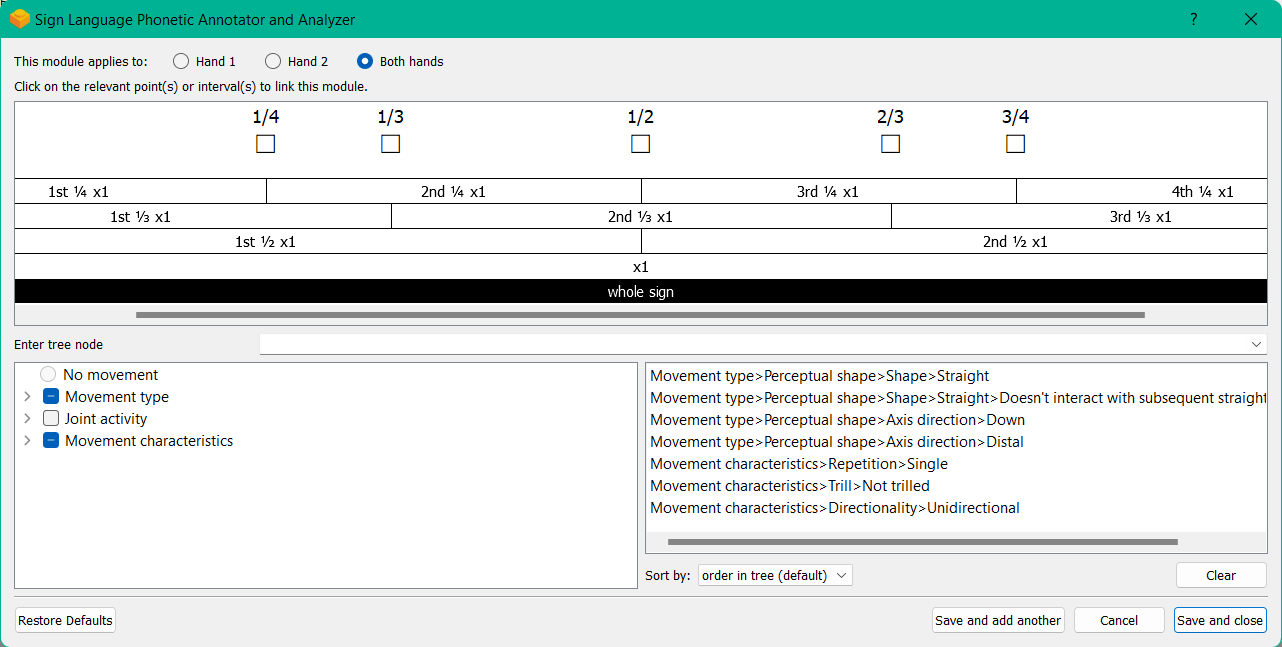 Sign Language Phonetic Annotator and Analyzer ?
This module applies to: Hand 1 Hand 2 Both hands
Click on the relevant point(s) or interval(s) to link this module.
1/4 1/3 1/2 2/3 3/4
1st ¼ x1 2nd ¼ x1 3rd ¼ x1 4th ¼ x1
1st ⅓ x1 2nd ⅓ x1 3rd ⅓ x1
1st ½ x1 2nd ½ x1
x1
whole sign
Enter tree node
No movement
Movement type
Joint activity
Movement characteristics
Movement type>Perceptual shape>Shape>Straight
Movement type>Perceptual shape>Shape>Straight>Doesn't interact with subsequent straight
Movement type>Perceptual shape>Axis direction>Down
Movement type>Perceptual shape>Axis direction>Distal
Movement characteristics>Repetition>Single
Movement characteristics>Trill>Not trilled
Movement characteristics>Directionality>Unidirectional
Sort by: order in tree (default) Clear
Restore Defaults Save and add another Cancel Save and close